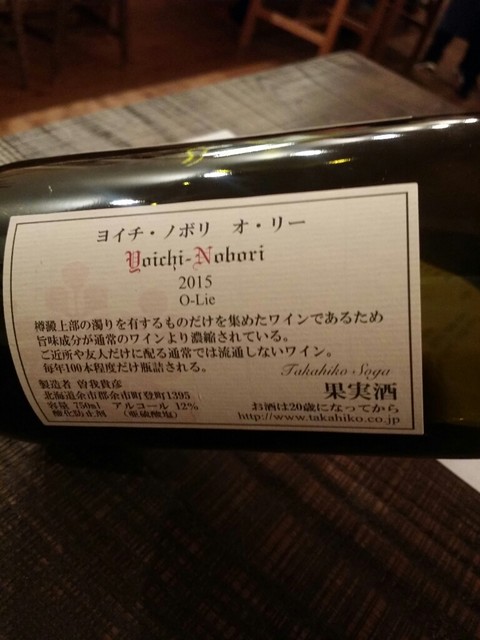 ヨイチ・ノボリ　オ・リー
Yoichi-Nobori
2015
O-Lie
樽澱上部の濁りを有するものだけを集めたワインであるため
旨味成分が通常のワインより濃縮されている。
ご近所や友人だけに配る通常では流通しないワイン。
毎年100本程度だけ瓶詰される。
Takahiko Soga
製造者 曽我貴彦
果実酒
北海道余市郡余市町登町1395
容量 750ml　アルコール 12%
お酒は20歳になってから
酸化防止剤　（亜硫酸塩）
http://www.takahiko.co.jp